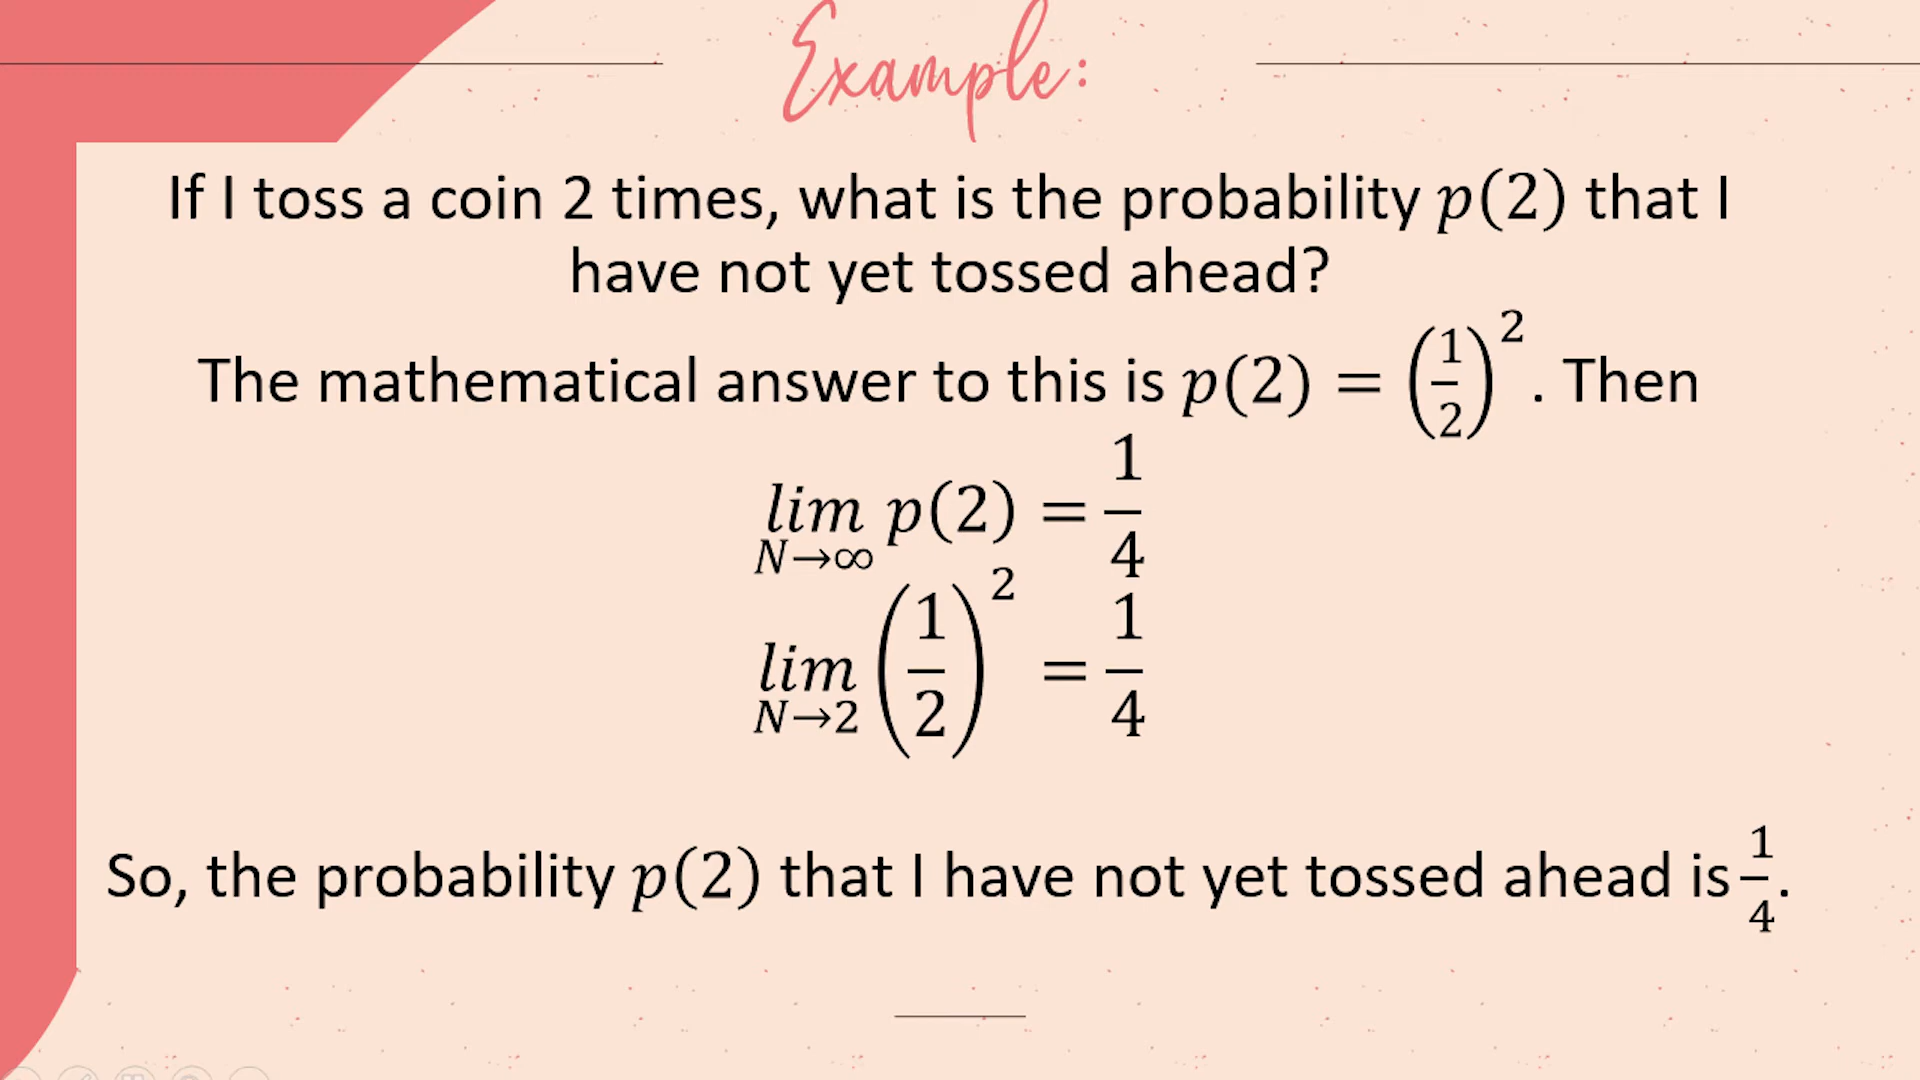 Example:
If I toss a coin 2 times, what is the probability p(2) that I
have not yet tossed ahead?
The mathematical answer to this is p(2) = (1/2)². Then
lim N→∞ p(2) = 1/4
lim N→2 (1/2)² = 1/4
So, the probability p(2) that I have not yet tossed ahead is 1/4.